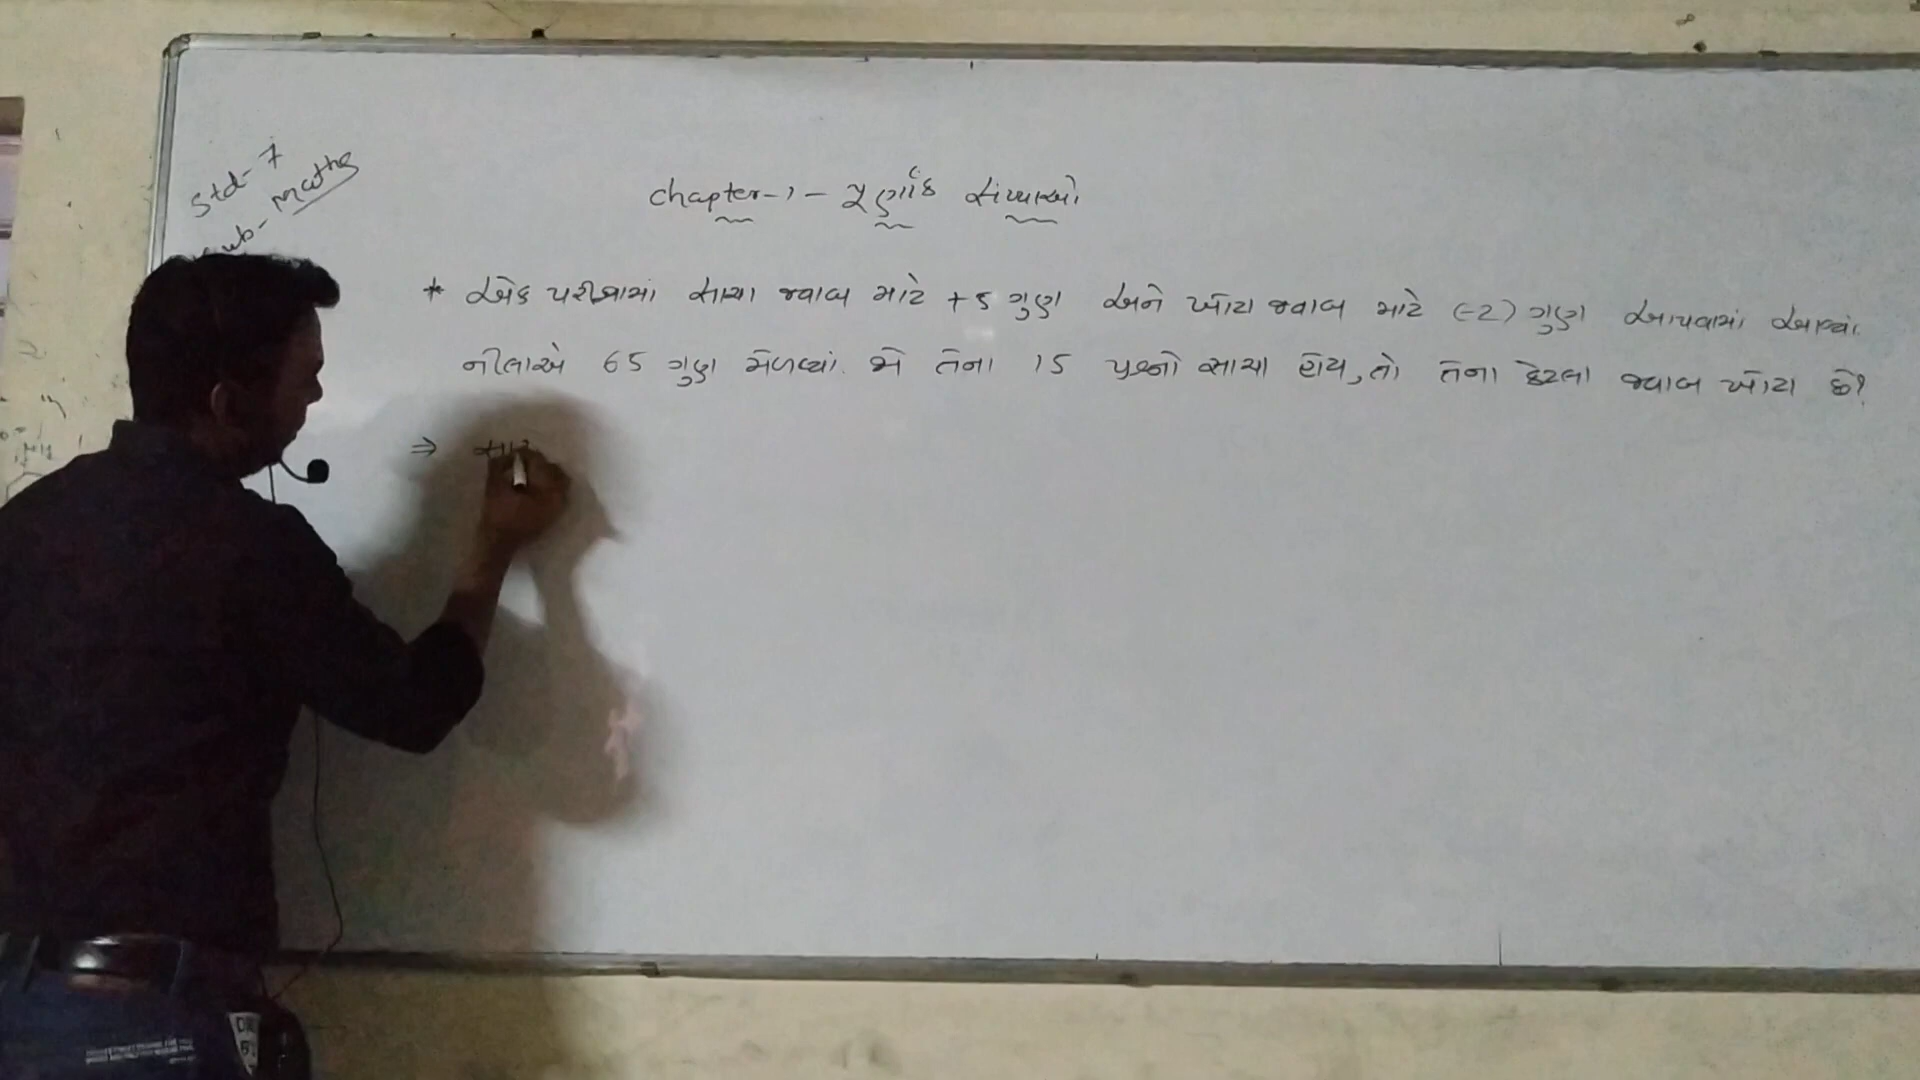 Std- 7
Sub- Maths
Chapter-1 - પૂર્ણાંક સંખ્યાઓ
* એક પરીક્ષામાં સાચા જવાબ માટે +5 ગુણ અને ખોટા જવાબ માટે (-2) ગુણ આપવામાં આવ્યાં.
નીલાએ 65 ગુણ મેળવ્યાં. જો તેના 15 પ્રશ્નો સાચા હોય, તો તેના કેટલા જવાબ ખોટા છે?
⇒ સા